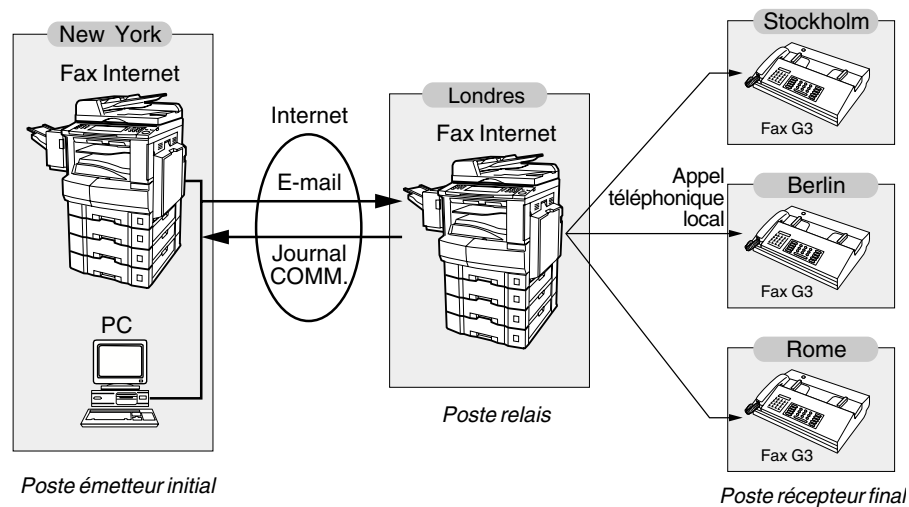 New York
Fax Internet
PC
Poste émetteur initial
Internet
E-mail
Journal
COMM.
Londres
Fax Internet
Poste relais
Appel
téléphonique
local
Stockholm
Fax G3
Berlin
Fax G3
Rome
Fax G3
Poste récepteur final